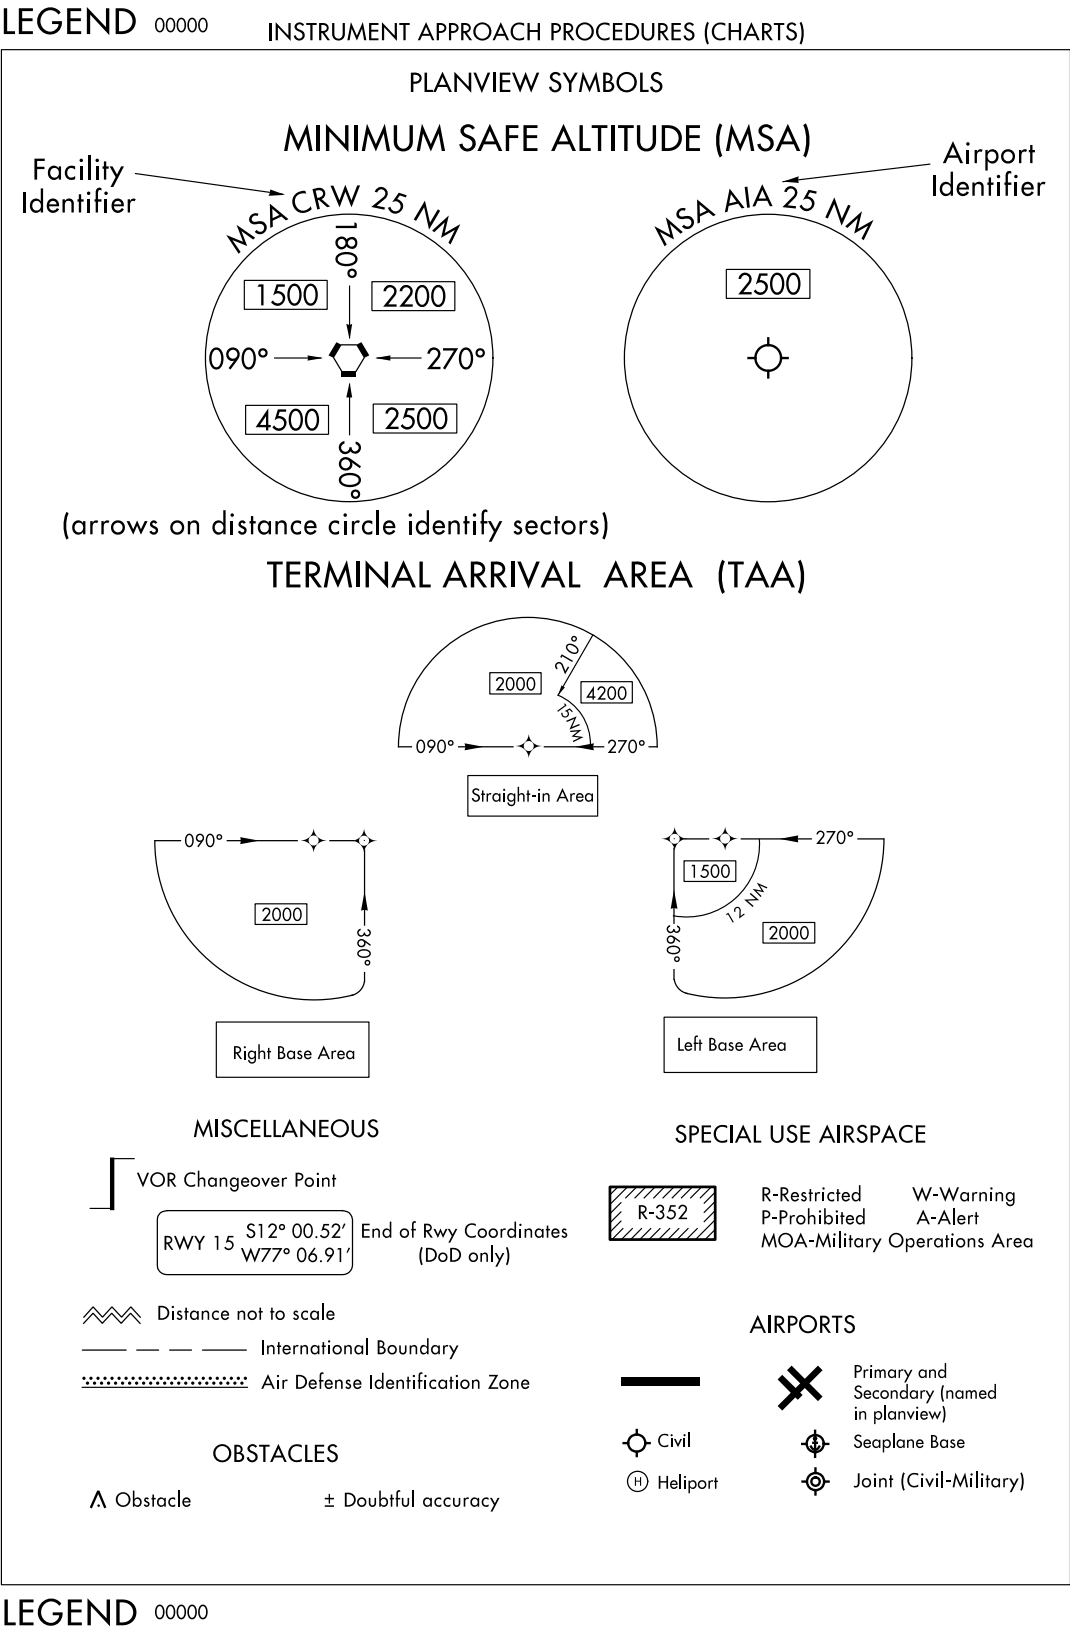 LEGEND 00000
INSTRUMENT APPROACH PROCEDURES (CHARTS)
PLANVIEW SYMBOLS
MINIMUM SAFE ALTITUDE (MSA)
Facility
Identifier
MSA CRW 25 NM
180°
1500
2200
090°
270°
4500
2500
360°
Airport
Identifier
MSA AIA 25 NM
2500
(arrows on distance circle identify sectors)
TERMINAL ARRIVAL AREA (TAA)
210°
2000
4200
15NM
090°
270°
Straight-in Area
090°
2000
360°
Right Base Area
270°
1500
12 NM
2000
360°
Left Base Area
MISCELLANEOUS
VOR Changeover Point
RWY 15
S12° 00.52'
W77° 06.91'
End of Rwy Coordinates
(DoD only)
Distance not to scale
International Boundary
Air Defense Identification Zone
OBSTACLES
Obstacle
± Doubtful accuracy
SPECIAL USE AIRSPACE
R-352
R-Restricted W-Warning
P-Prohibited A-Alert
MOA-Military Operations Area
AIRPORTS
Primary and
Secondary (named
in planview)
Civil
Seaplane Base
H Heliport
Joint (Civil-Military)
LEGEND 00000